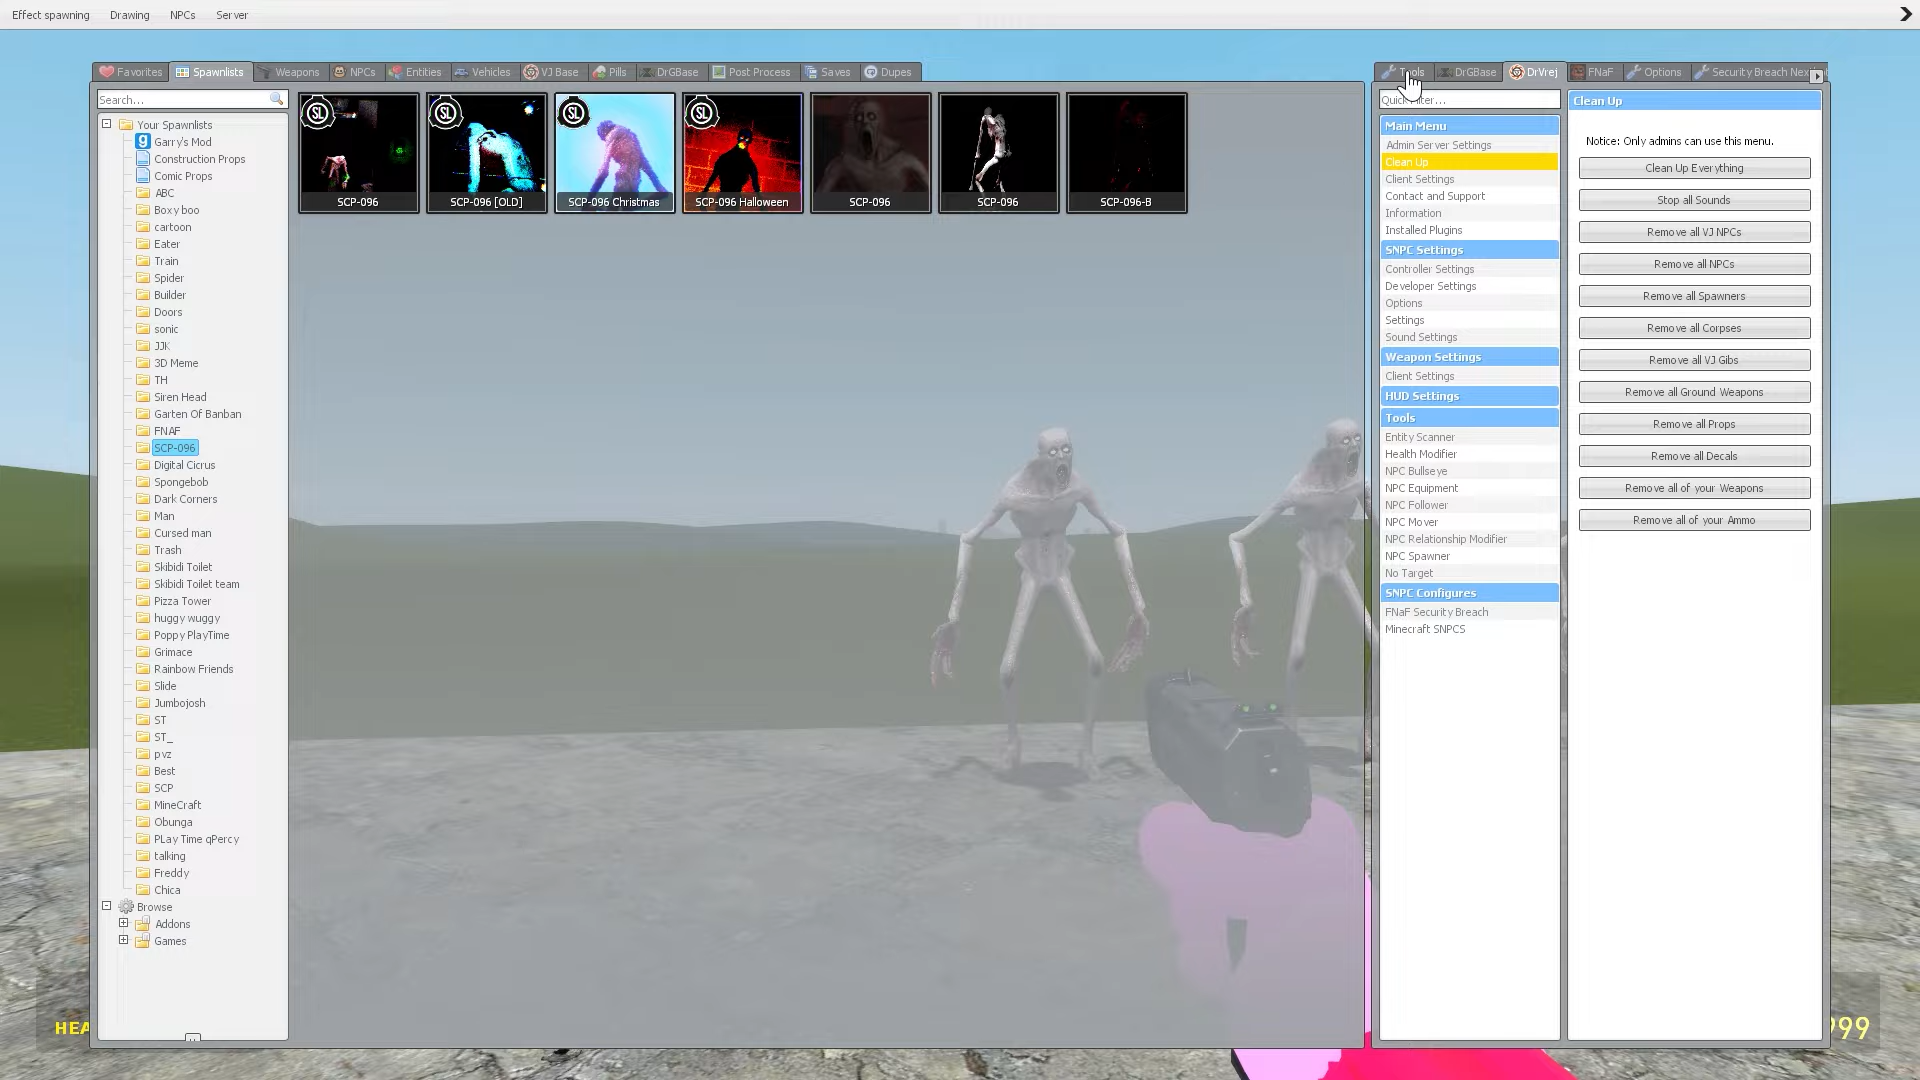 Effect spawning Drawing NPCs Server
Favorites Spawnlists Weapons NPCs Entities Vehicles VJ Base Pills DrGBase Post Process Saves Dupes
Tools DrGBase DrVrej FNaF Options Security Breach
Search...
Your Spawnlists
Garry's Mod
Construction Props
Comic Props
ABC
Boxy boo
cartoon
Eater
Train
Spider
Builder
Doors
sonic
JJK
3D Meme
TH
Siren Head
Garten Of Banban
FNAF
SCP-096
Digital Cicrus
Spongebob
Dark Corners
Man
Cursed man
Trash
Skibidi Toilet
Skibidi Toilet team
Pizza Tower
huggy wuggy
Poppy PlayTime
Grimace
Rainbow Friends
Slide
Jumbojosh
ST
ST_
pvz
Best
SCP
MineCraft
Obunga
PLay Time qPercy
talking
Freddy
Chica
Browse
Addons
Games
SL SL SL SL
SCP-096 SCP-096 [OLD] SCP-096 Christmas SCP-096 Halloween SCP-096 SCP-096 SCP-096-B
Main Menu
Admin Server Settings
Clean Up
Client Settings
Contact and Support
Information
Installed Plugins
SNPC Settings
Controller Settings
Developer Settings
Options
Settings
Sound Settings
Weapon Settings
Client Settings
HUD Settings
Tools
Entity Scanner
Health Modifier
NPC Bullseye
NPC Equipment
NPC Follower
NPC Mover
NPC Relationship Modifier
NPC Spawner
No Target
SNPC Configures
FNaF Security Breach
Minecraft SNPCS
Clean Up
Notice: Only admins can use this menu.
Clean Up Everything
Stop all Sounds
Remove all VJ NPCs
Remove all NPCs
Remove all Spawners
Remove all Corpses
Remove all VJ Gibs
Remove all Ground Weapons
Remove all Props
Remove all Decals
Remove all of your Weapons
Remove all of your Ammo
HEA
999